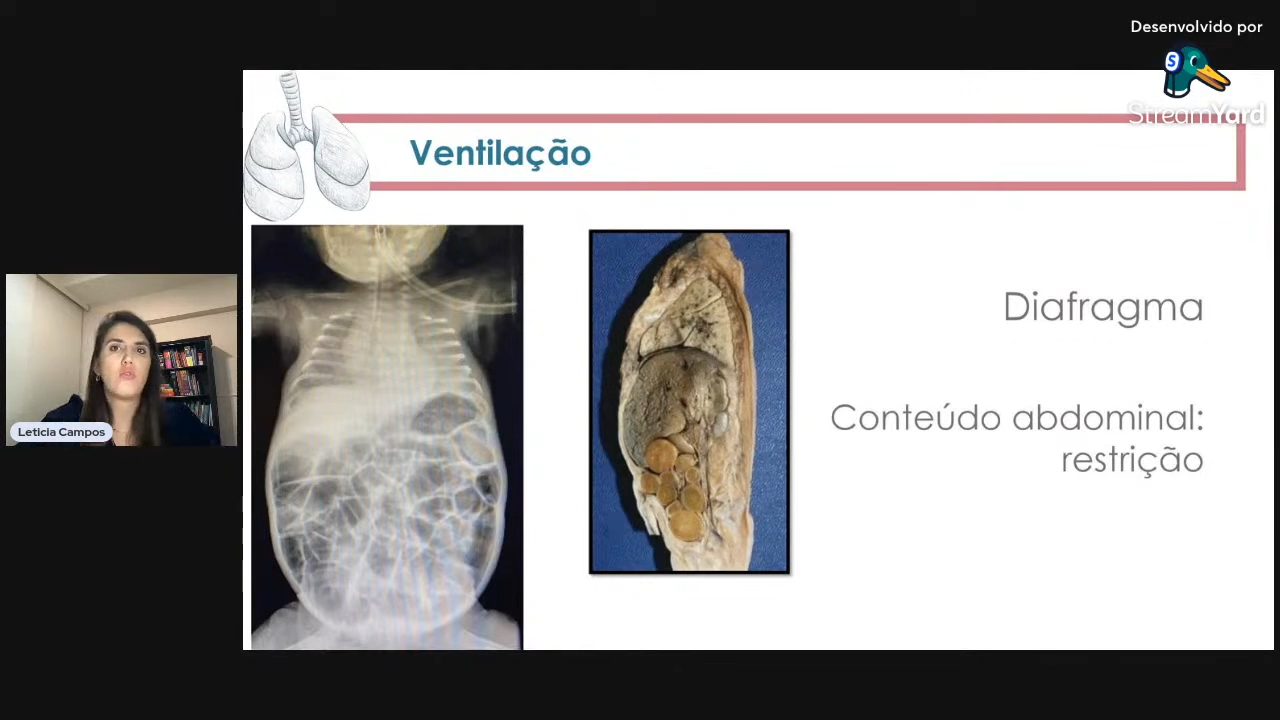 Desenvolvido por
S
StreamYard
Ventilação
Diafragma
Conteúdo abdominal:
restrição
Leticia Campos